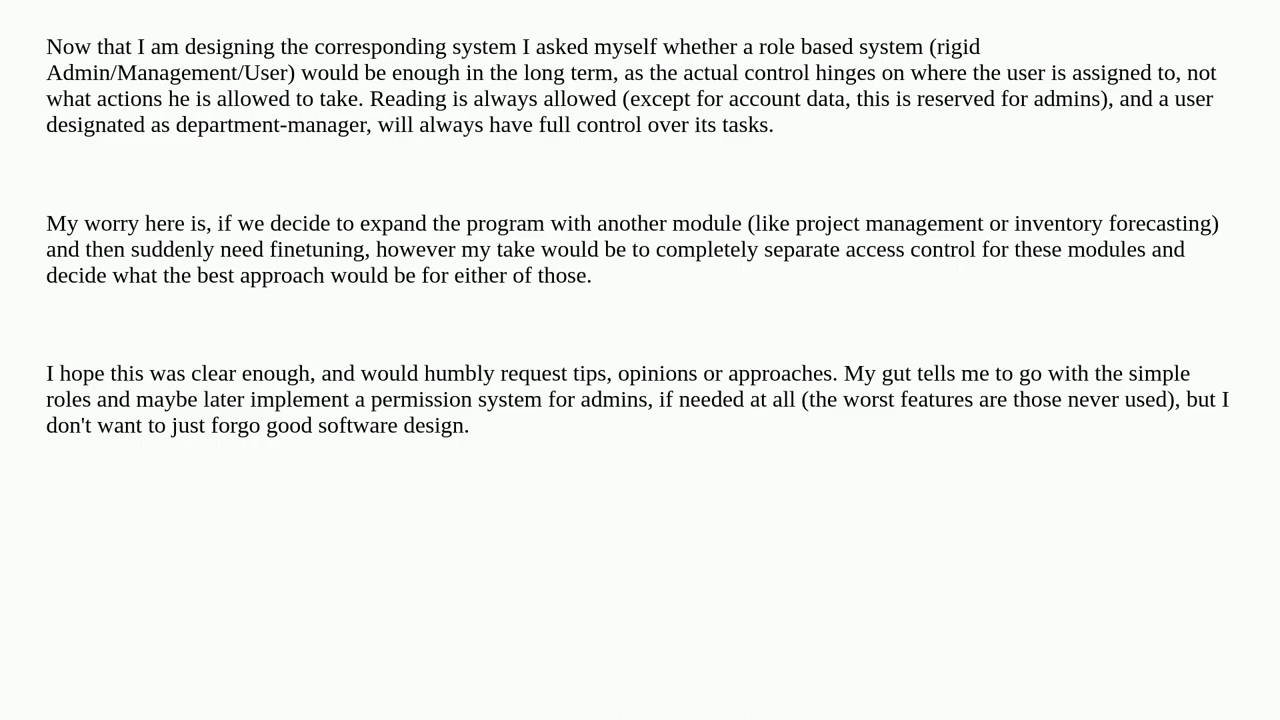 Now that I am designing the corresponding system I asked myself whether a role based system (rigid
Admin/Management/User) would be enough in the long term, as the actual control hinges on where the user is assigned to, not
what actions he is allowed to take. Reading is always allowed (except for account data, this is reserved for admins), and a user
designated as department-manager, will always have full control over its tasks.
My worry here is, if we decide to expand the program with another module (like project management or inventory forecasting)
and then suddenly need finetuning, however my take would be to completely separate access control for these modules and
decide what the best approach would be for either of those.
I hope this was clear enough, and would humbly request tips, opinions or approaches. My gut tells me to go with the simple
roles and maybe later implement a permission system for admins, if needed at all (the worst features are those never used), but I
don't want to just forgo good software design.